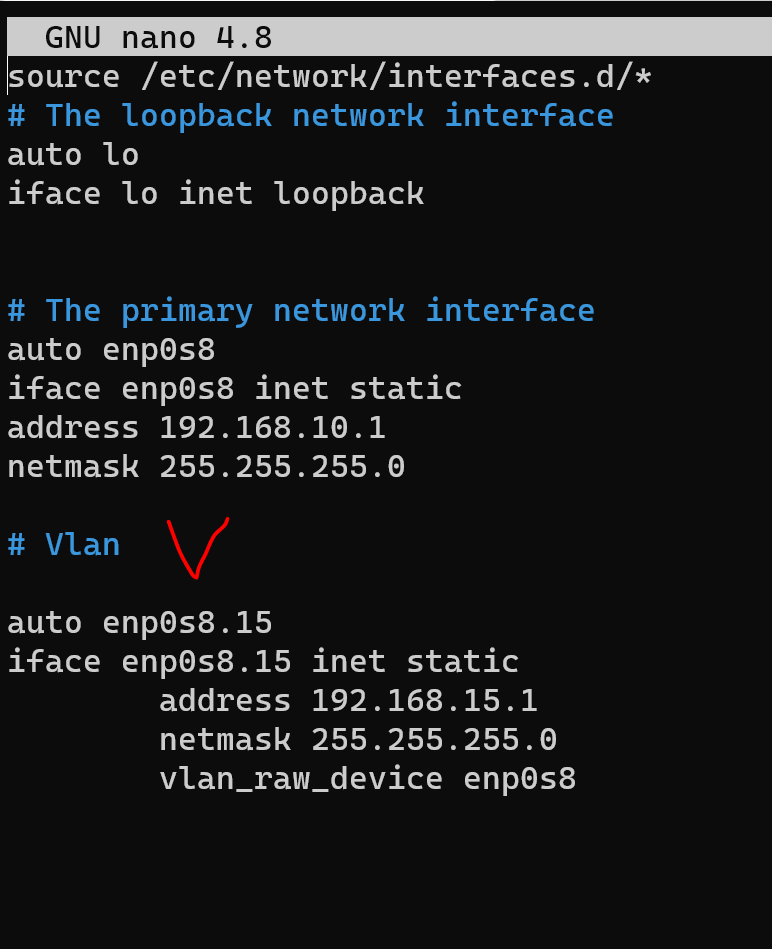 GNU nano 4.8
source /etc/network/interfaces.d/*
# The loopback network interface
auto lo
iface lo inet loopback
# The primary network interface
auto enp0s8
iface enp0s8 inet static
address 192.168.10.1
netmask 255.255.255.0
# Vlan
auto enp0s8.15
iface enp0s8.15 inet static
address 192.168.15.1
netmask 255.255.255.0
vlan_raw_device enp0s8